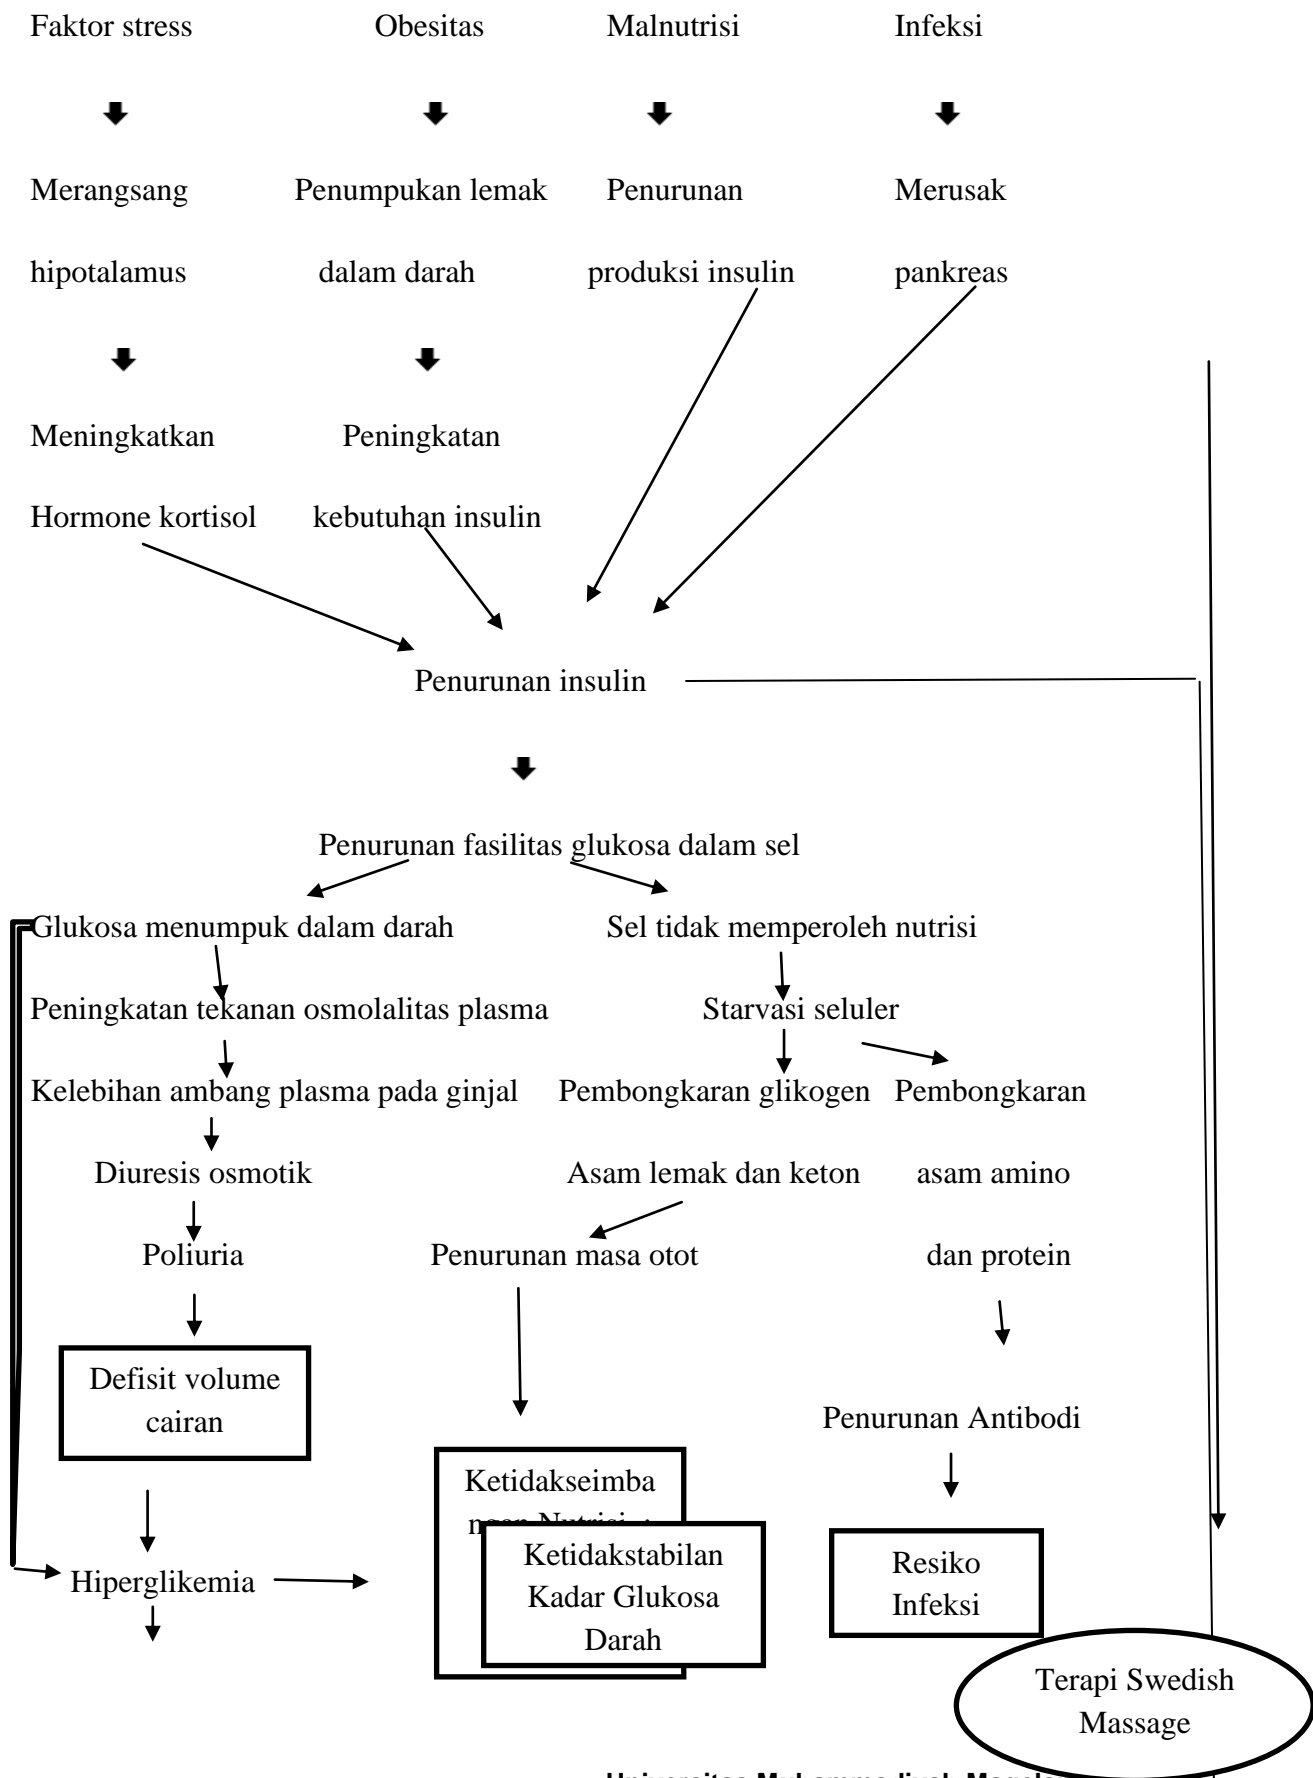 Faktor stress Obesitas Malnutrisi Infeksi
Merangsang Penumpukan lemak Penurunan Merusak
hipotalamus dalam darah produksi insulin pankreas
Meningkatkan Peningkatan
Hormone kortisol kebutuhan insulin
Penurunan insulin
Penurunan fasilitas glukosa dalam sel
Glukosa menumpuk dalam darah Sel tidak memperoleh nutrisi
Peningkatan tekanan osmolalitas plasma Starvasi seluler
Kelebihan ambang plasma pada ginjal Pembongkaran glikogen Pembongkaran
Diuresis osmotik Asam lemak dan keton asam amino
Poliuria Penurunan masa otot dan protein
Defisit volume
cairan
Penurunan Antibodi
Ketidakseimba
ngan Nutrisi
Ketidakstabilan
Kadar Glukosa
Darah
Resiko
Infeksi
Hiperglikemia
Terapi Swedish
Massage
Universitas Muhammadiyah